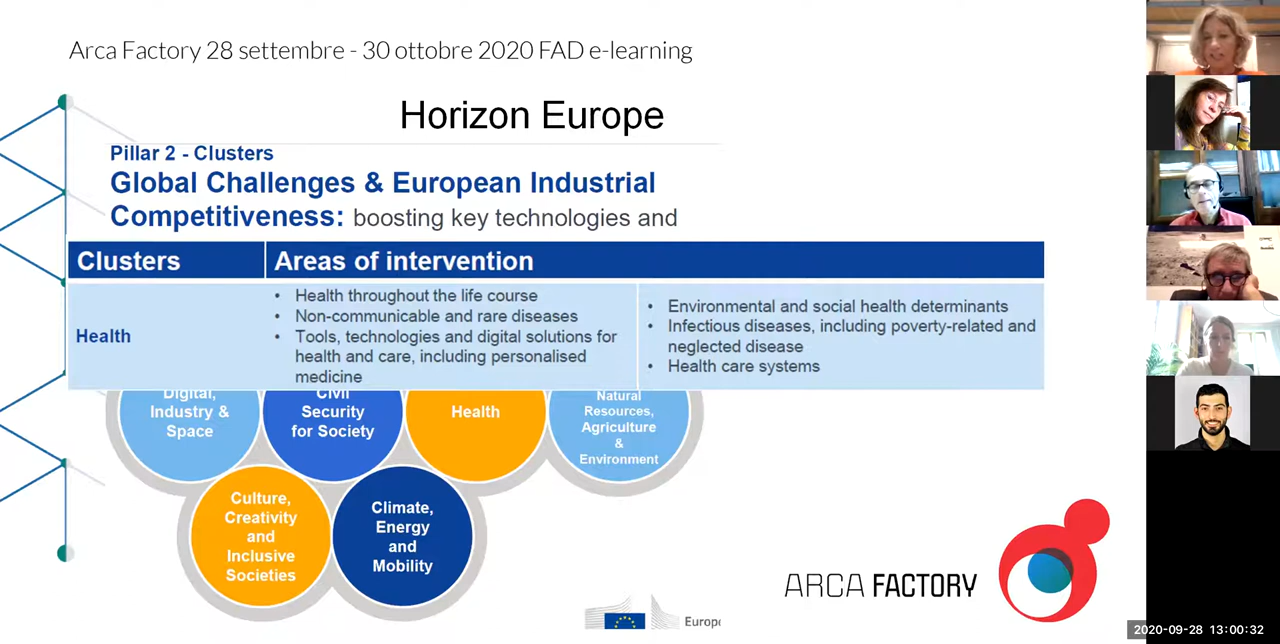 Arca Factory 28 settembre - 30 ottobre 2020 FAD e-learning
Horizon Europe
Pillar 2 - Clusters
Global Challenges & European Industrial
Competitiveness: boosting key technologies and
Clusters
Areas of intervention
Health
• Health throughout the life course
• Non-communicable and rare diseases
• Tools, technologies and digital solutions for
health and care, including personalised
medicine
• Environmental and social health determinants
• Infectious diseases, including poverty-related and
neglected disease
• Health care systems
Digital,
Industry &
Space
Civil
Security
for Society
Health
Natural
Resources,
Agriculture
&
Environment
Culture,
Creativity
and
Inclusive
Societies
Climate,
Energy
and
Mobility
ARCA FACTORY
2020-09-28 13:00:32